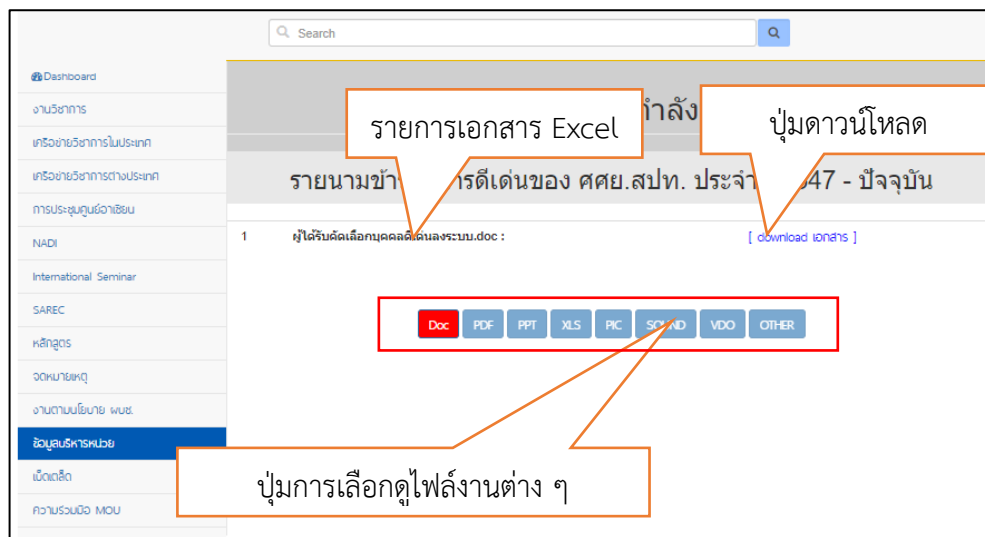 Search
Dashboard
งานวิชาการ
เครือข่ายวิชาการในประเทศ
เครือข่ายวิชาการต่างประเทศ
การประชุมศูนย์อาเซียน
NADI
International Seminar
SAREC
หลักสูตร
จดหมายเหตุ
งานตามนโยบาย ผบช.
ข้อมูลบริหารหน่วย
เบ็ดเตล็ด
ความร่วมมือ MOU
กำลัง
รายการเอกสาร Excel
ปุ่มดาวน์โหลด
รายนามข้า รดีเด่นของ ศศย.สปท. ประจำ 47 - ปัจจุบัน
1 ผู้ได้รับคัดเลือกบุคคลดีเด่นลงระบบ.doc : [ download เอกสาร ]
Doc PDF PPT XLS PIC SOUND VDO OTHER
ปุ่มการเลือกดูไฟล์งานต่าง ๆ